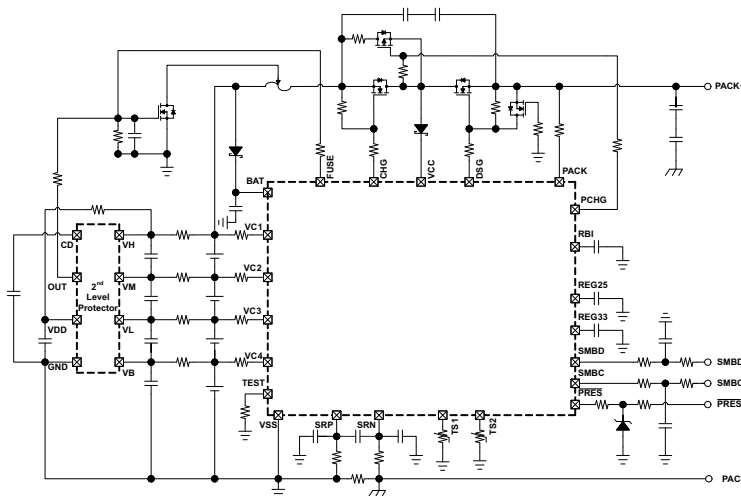 PACK+
BAT
FUSE
CHG
VCC
DSG
PACK
PCHG
CD
VH
VC1
RBI
OUT
2nd
Level
Protector
VM
VC2
REG25
VDD
VL
VC3
REG33
GND
VB
VC4
SMBD
SMBD
TEST
SMBC
SMBC
PRES
PRES
VSS
SRP
SRN
TS1
TS2